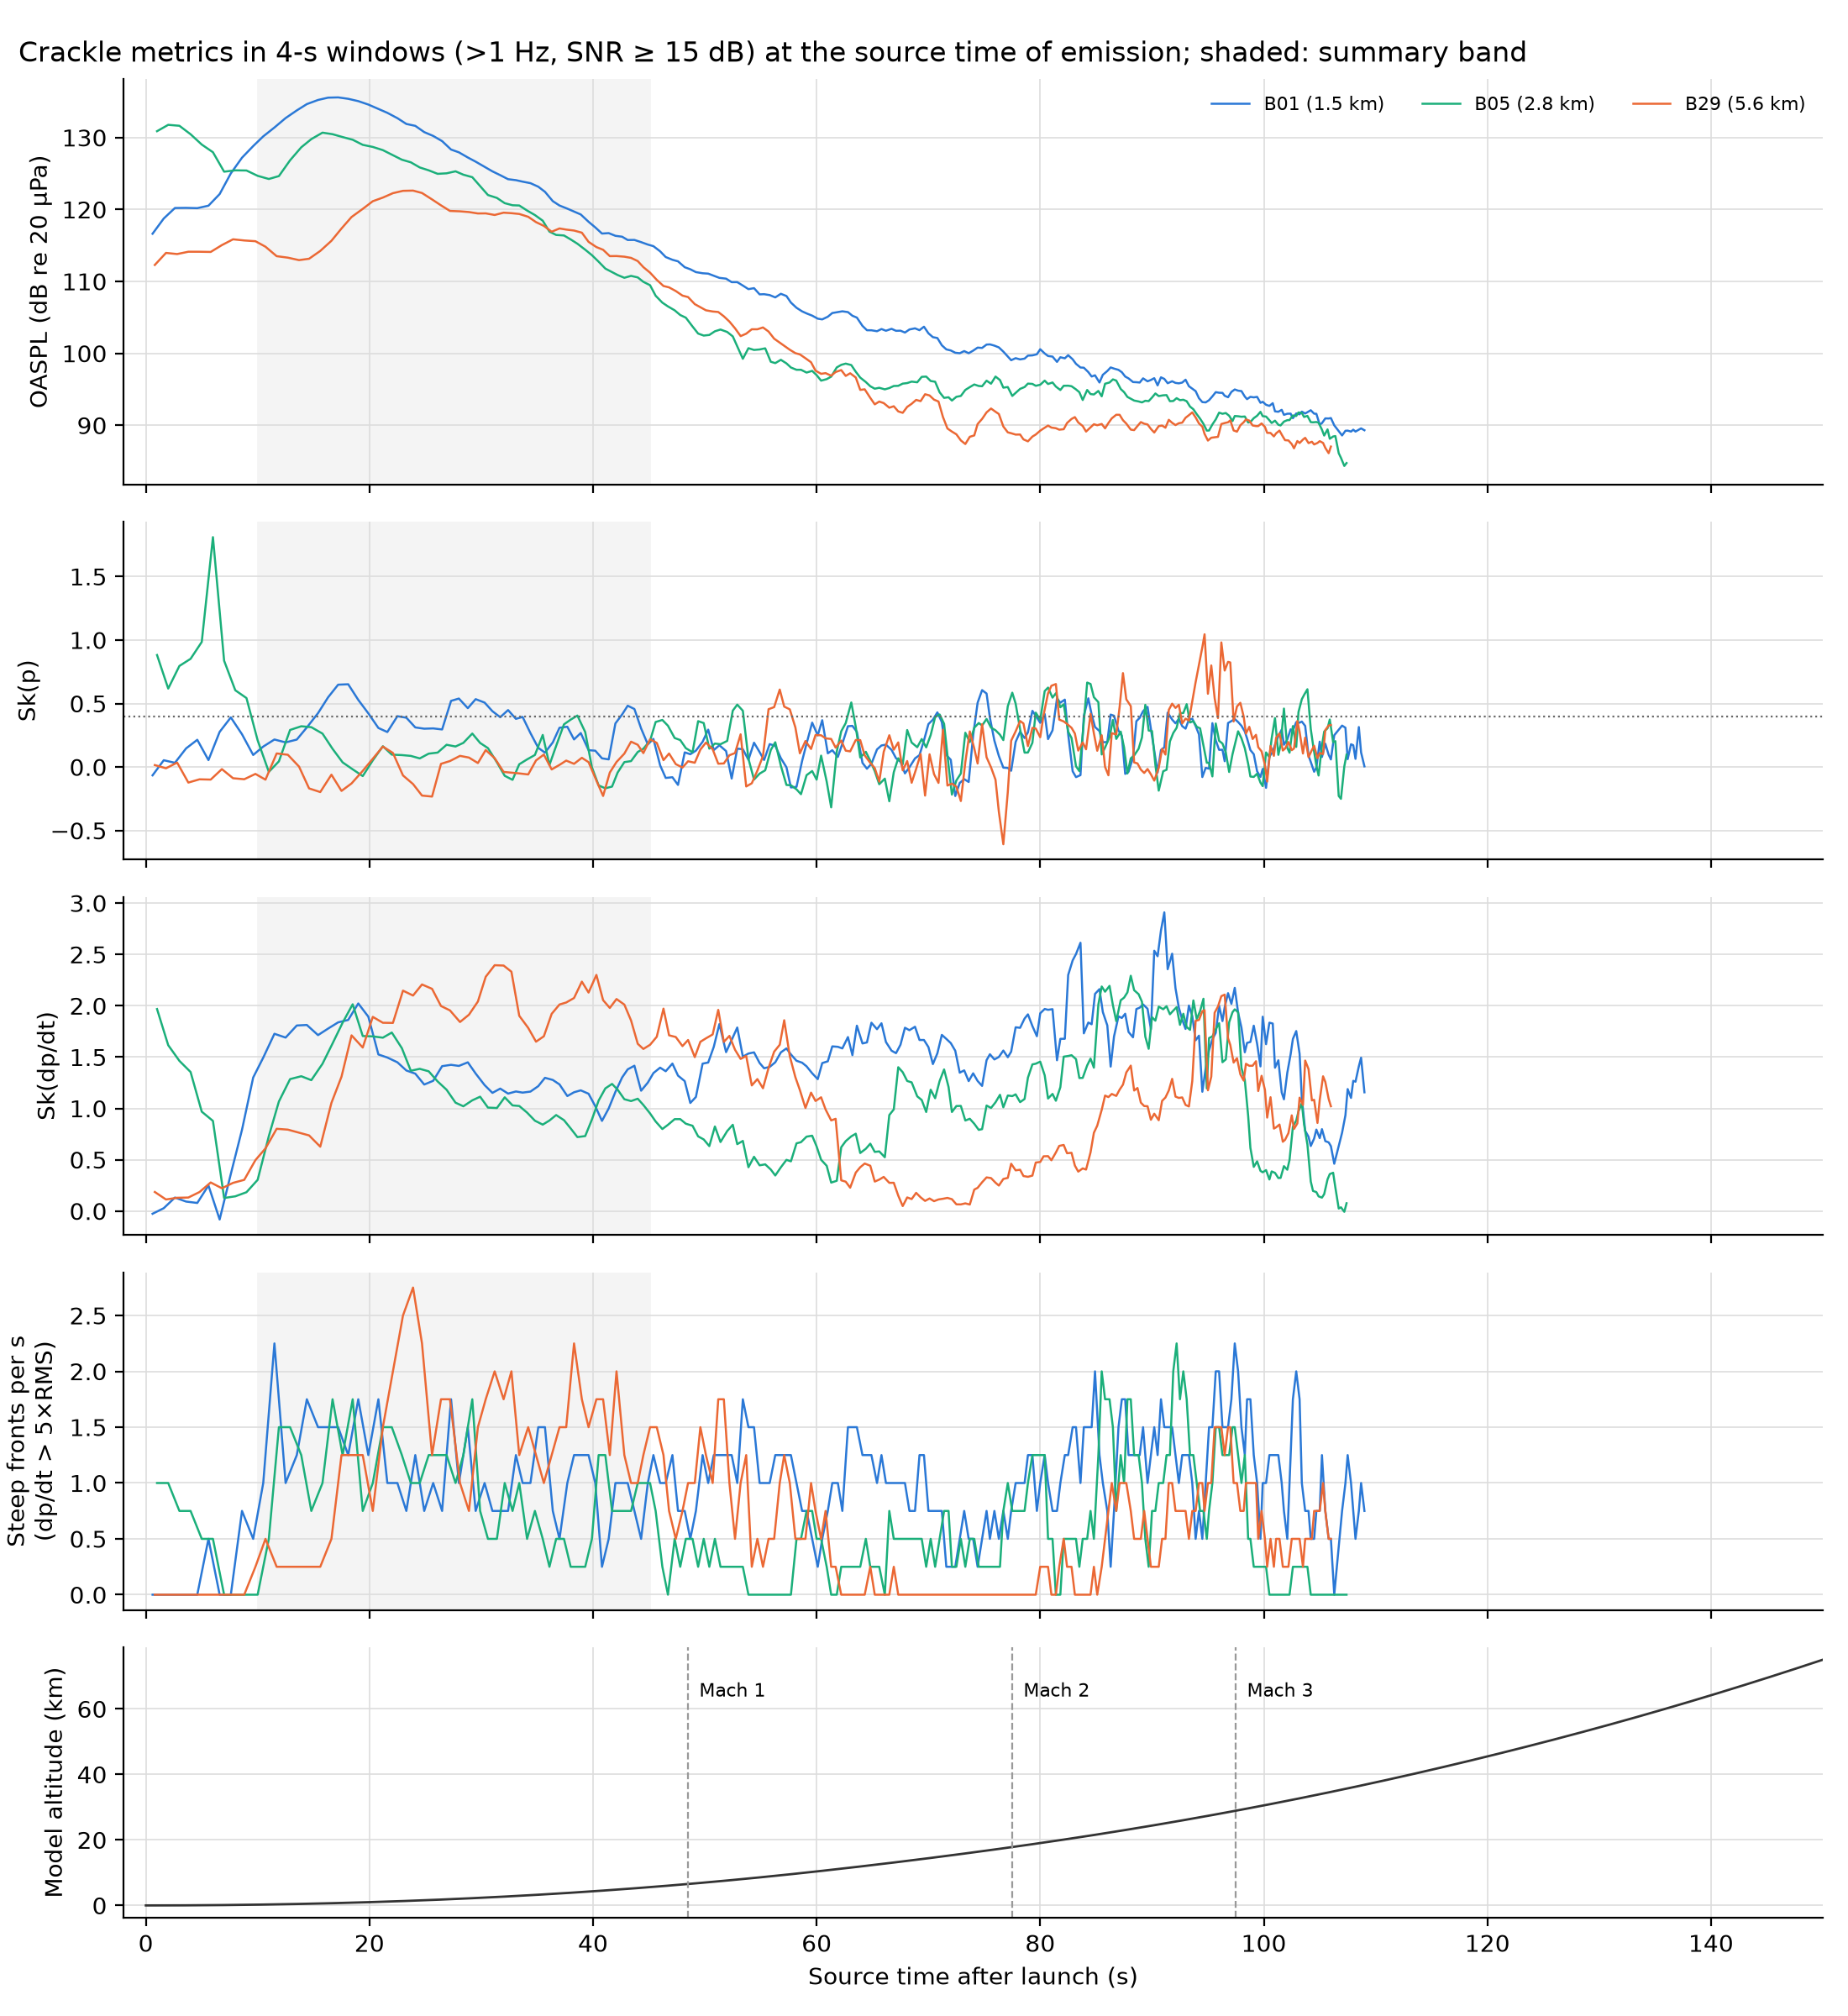 Crackle metrics in 4-s windows (>1 Hz, SNR ≥ 15 dB) at the source time of emission; shaded: summary band
B01 (1.5 km)
B05 (2.8 km)
B29 (5.6 km)
OASPL (dB re 20 µPa)
130
120
110
100
90
Sk(p)
1.5
1.0
0.5
0.0
−0.5
Sk(dp/dt)
3.0
2.5
2.0
1.5
1.0
0.5
0.0
Steep fronts per s
(dp/dt > 5×RMS)
2.5
2.0
1.5
1.0
0.5
0.0
Model altitude (km)
60
40
20
0
Mach 1
Mach 2
Mach 3
0
20
40
60
80
100
120
140
Source time after launch (s)